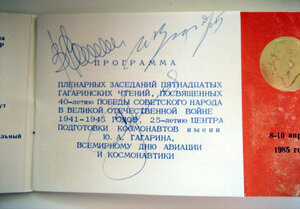 ПРОГРАММА
ПЛЕНАРНЫХ ЗАСЕДАНИЙ ПЯТНАДЦАТЫХ
ГАГАРИНСКИХ ЧТЕНИЙ, ПОСВЯЩЕННЫХ
40-летию ПОБЕДЫ СОВЕТСКОГО НАРОДА
В ВЕЛИКОЙ ОТЕЧЕСТВЕННОЙ ВОЙНЕ
1941-1945 ГОДОВ, 25-летию ЦЕНТРА
ПОДГОТОВКИ КОСМОНАВТОВ имени
Ю. А. ГАГАРИНА,
ВСЕМИРНОМУ ДНЮ АВИАЦИИ
И КОСМОНАВТИКИ
8-10 апр
1985 го